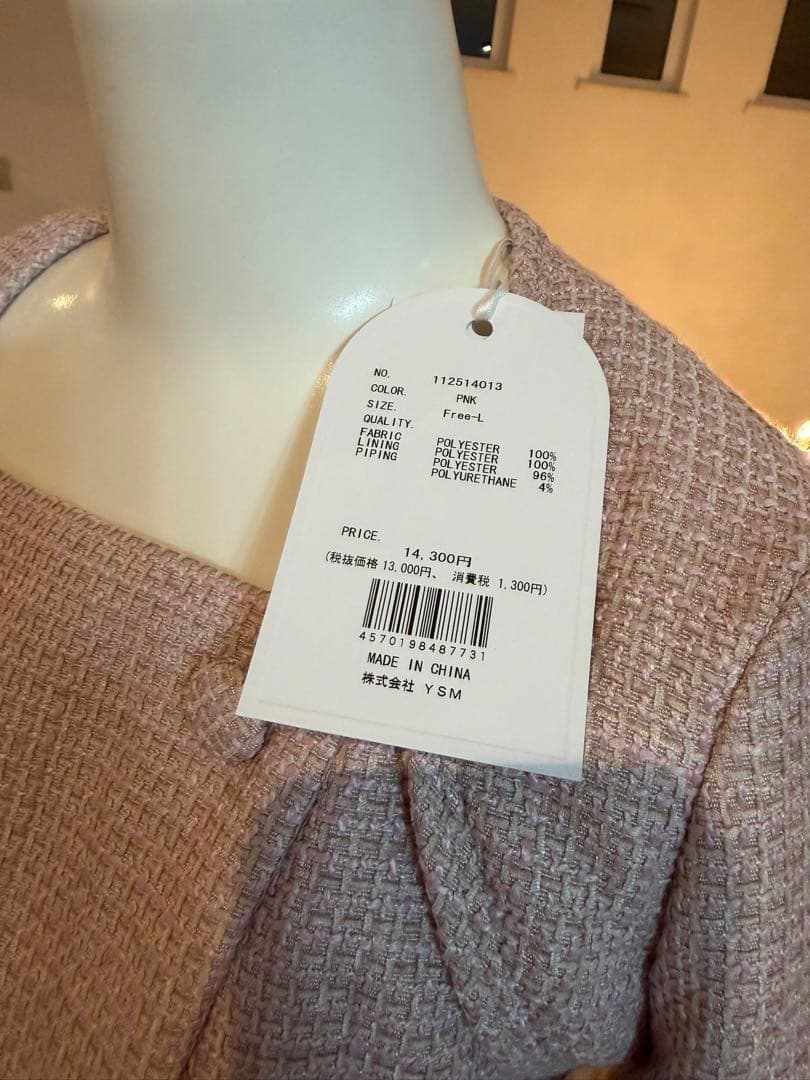 NO. 112514013
COLOR. PNK
SIZE. Free-L
QUALITY.
FABRIC POLYESTER 100%
LINING POLYESTER 100%
PIPING POLYESTER 96%
POLYURETHANE 4%
PRICE. 14,300円
(税抜価格 13,000円、 消費税 1,300円)
4570198487731
MADE IN CHINA
株式会社 YSM